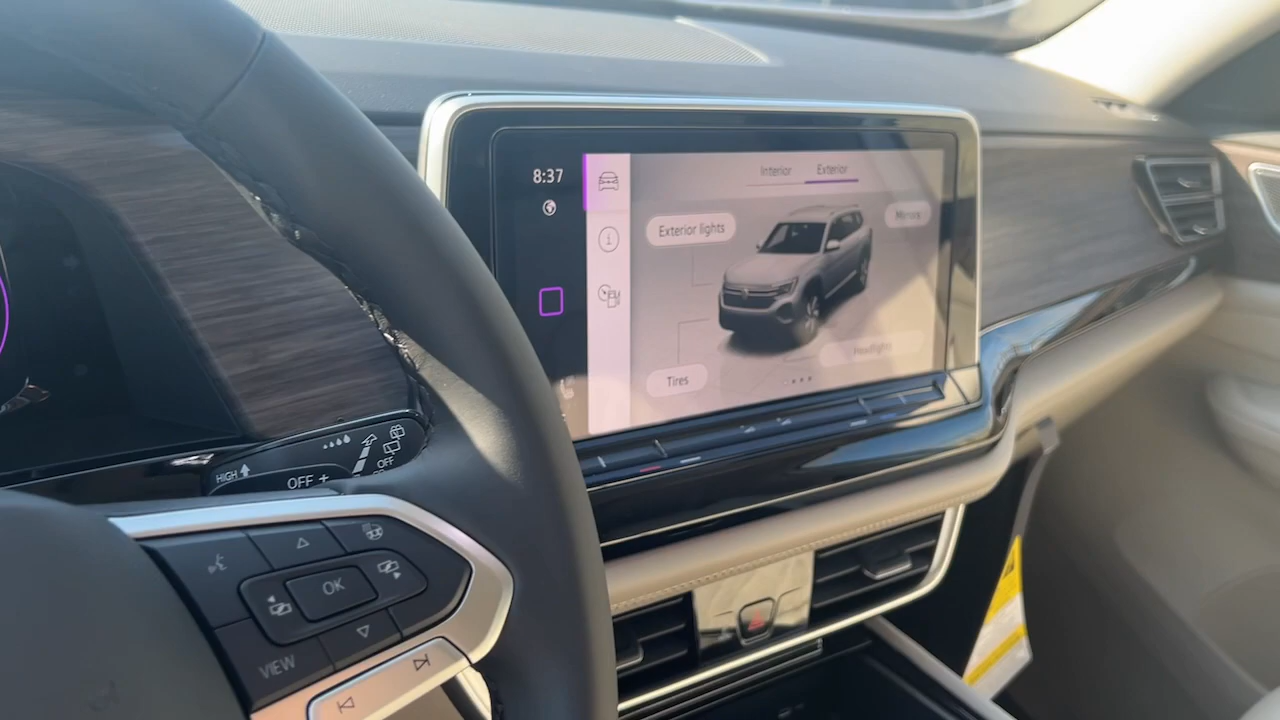 8:37
Interior
Exterior
Exterior lights
Mirrors
Headlights
Tires
HIGH
OFF
OFF +
OK
VIEW